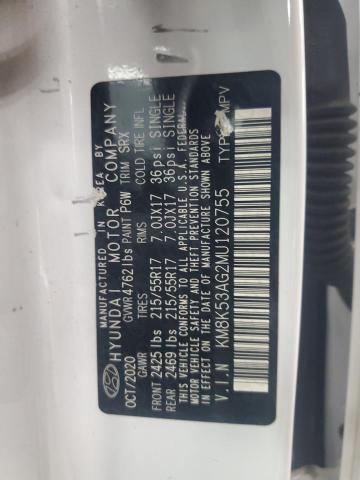 MANUFACTURED IN KOREA BY
HYUNDAI MOTOR COMPANY
OCT/2020 GVWR 4762 lbs PAINT P6W TRIM SRX
GAWR TIRES RIMS COLD TIRE INFL
FRONT 2425 lbs 215/55R17 7.0JX17 36psi SINGLE
REAR 2469 lbs 215/55R17 7.0JX17 36psi SINGLE
THIS VEHICLE CONFORMS TO ALL APPLICABLE U.S.A. FEDERAL
MOTOR VEHICLE SAFETY AND THEFT PREVENTION STANDARDS
IN EFFECT ON THE DATE OF MANUFACTURE SHOWN ABOVE.
V.I.N KM8K53AG2MU120755 TYPE MPV